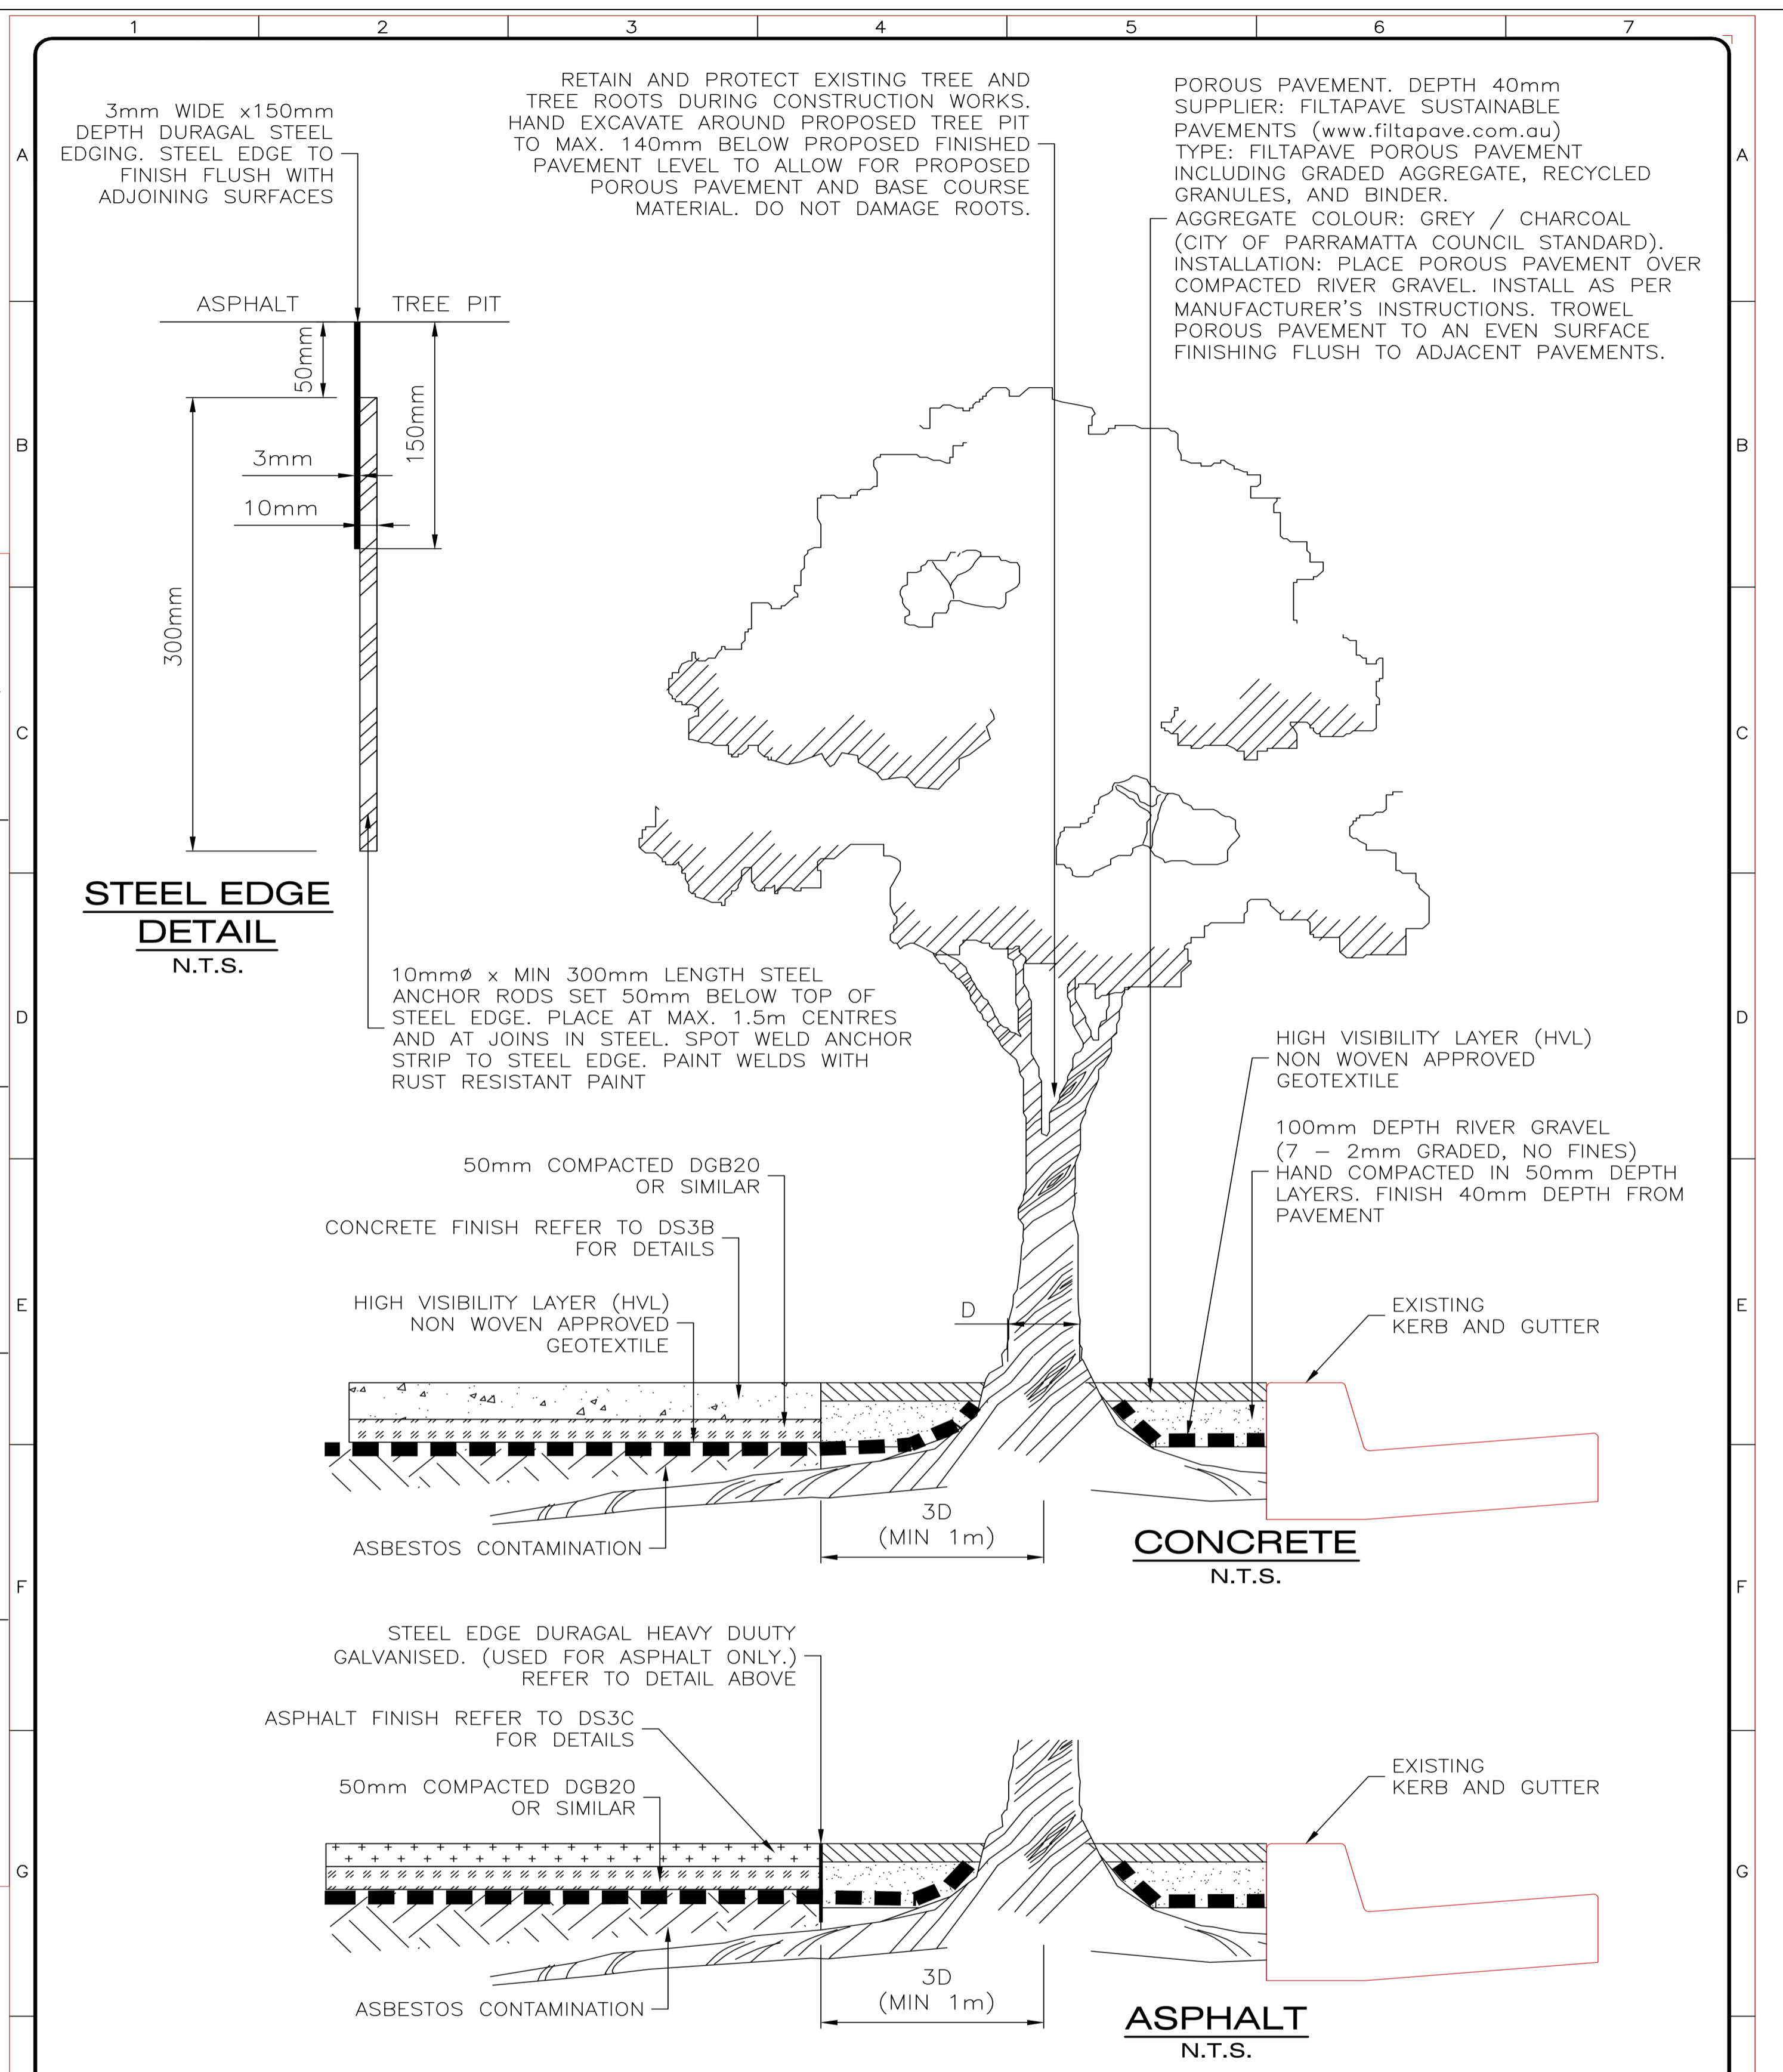 1 2 3 4 5 6 7
A
B
C
D
E
F
G
A
B
C
D
E
F
G
3mm WIDE x150mm
DEPTH DURAGAL STEEL
EDGING. STEEL EDGE TO
FINISH FLUSH WITH
ADJOINING SURFACES
RETAIN AND PROTECT EXISTING TREE AND
TREE ROOTS DURING CONSTRUCTION WORKS.
HAND EXCAVATE AROUND PROPOSED TREE PIT
TO MAX. 140mm BELOW PROPOSED FINISHED
PAVEMENT LEVEL TO ALLOW FOR PROPOSED
POROUS PAVEMENT AND BASE COURSE
MATERIAL. DO NOT DAMAGE ROOTS.
POROUS PAVEMENT. DEPTH 40mm
SUPPLIER: FILTAPAVE SUSTAINABLE
PAVEMENTS (www.filtapave.com.au)
TYPE: FILTAPAVE POROUS PAVEMENT
INCLUDING GRADED AGGREGATE, RECYCLED
GRANULES, AND BINDER.
AGGREGATE COLOUR: GREY / CHARCOAL
(CITY OF PARRAMATTA COUNCIL STANDARD).
INSTALLATION: PLACE POROUS PAVEMENT OVER
COMPACTED RIVER GRAVEL. INSTALL AS PER
MANUFACTURER'S INSTRUCTIONS. TROWEL
POROUS PAVEMENT TO AN EVEN SURFACE
FINISHING FLUSH TO ADJACENT PAVEMENTS.
ASPHALT TREE PIT
50mm
150mm
3mm
10mm
300mm
STEEL EDGE
DETAIL
N.T.S.
10mmø x MIN 300mm LENGTH STEEL
ANCHOR RODS SET 50mm BELOW TOP OF
STEEL EDGE. PLACE AT MAX. 1.5m CENTRES
AND AT JOINS IN STEEL. SPOT WELD ANCHOR
STRIP TO STEEL EDGE. PAINT WELDS WITH
RUST RESISTANT PAINT
HIGH VISIBILITY LAYER (HVL)
NON WOVEN APPROVED
GEOTEXTILE
100mm DEPTH RIVER GRAVEL
(7 - 2mm GRADED, NO FINES)
HAND COMPACTED IN 50mm DEPTH
LAYERS. FINISH 40mm DEPTH FROM
PAVEMENT
50mm COMPACTED DGB20
OR SIMILAR
CONCRETE FINISH REFER TO DS3B
FOR DETAILS
HIGH VISIBILITY LAYER (HVL)
NON WOVEN APPROVED
GEOTEXTILE
D
EXISTING
KERB AND GUTTER
ASBESTOS CONTAMINATION
3D
(MIN 1m)
CONCRETE
N.T.S.
STEEL EDGE DURAGAL HEAVY DUUTY
GALVANISED. (USED FOR ASPHALT ONLY.)
REFER TO DETAIL ABOVE
ASPHALT FINISH REFER TO DS3C
FOR DETAILS
50mm COMPACTED DGB20
OR SIMILAR
EXISTING
KERB AND GUTTER
ASBESTOS CONTAMINATION
3D
(MIN 1m)
ASPHALT
N.T.S.